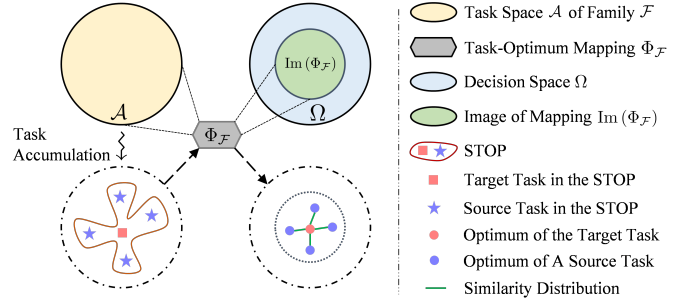 𝒜
Im (Φ_ℱ)
Ω
Φ_ℱ
Task
Accumulation
Task Space 𝒜 of Family ℱ
Task-Optimum Mapping Φ_ℱ
Decision Space Ω
Image of Mapping Im (Φ_ℱ)
STOP
Target Task in the STOP
Source Task in the STOP
Optimum of the Target Task
Optimum of A Source Task
Similarity Distribution